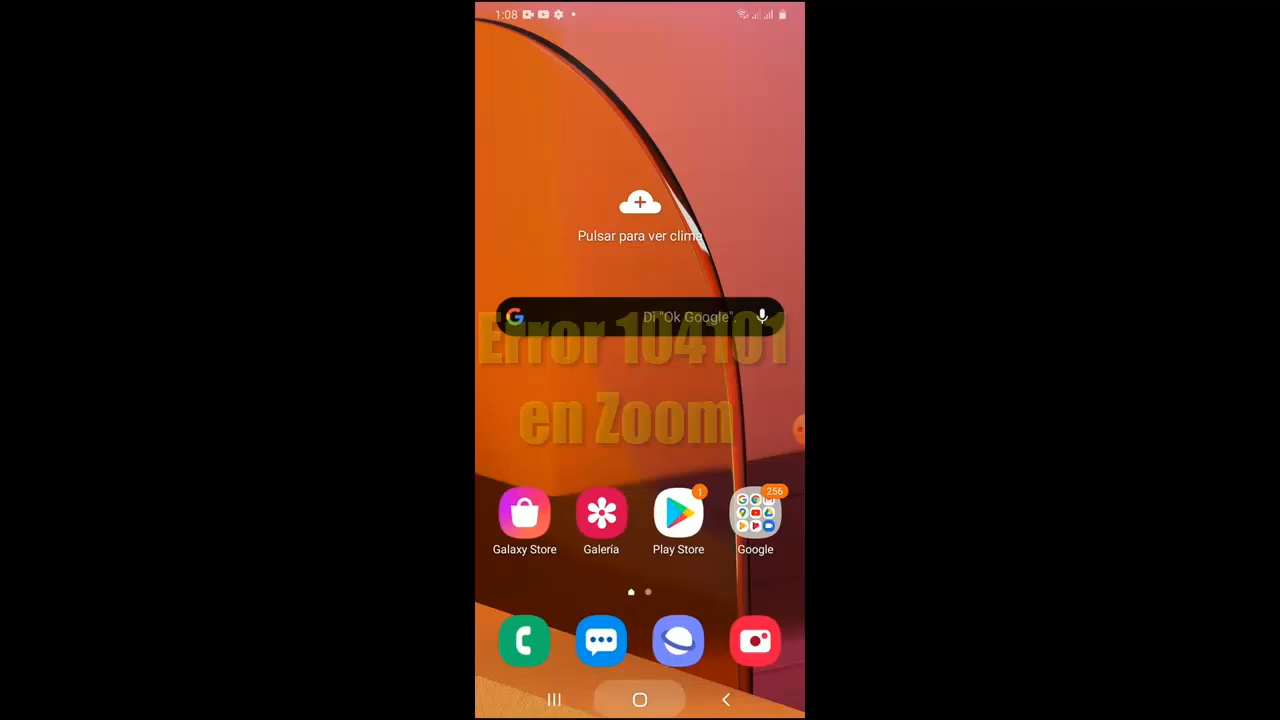 1:08
Pulsar para ver clima
Di "Ok Google".
Error 104101
en Zoom
1
256
Galaxy Store
Galería
Play Store
Google